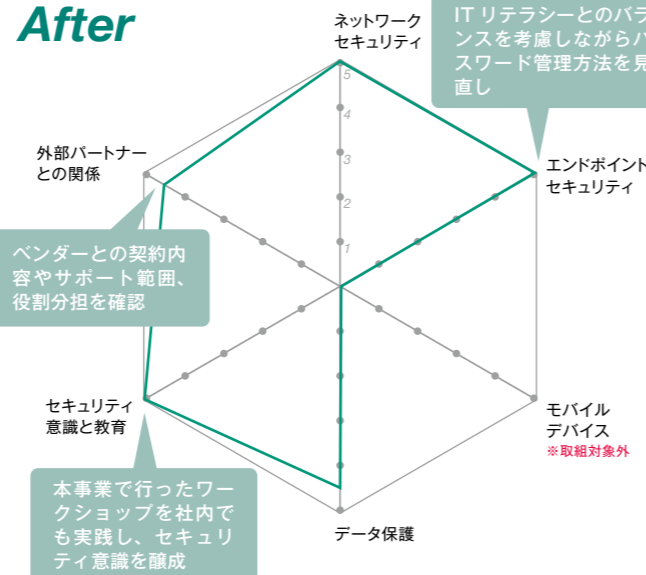 After
ネットワーク
セキュリティ
ITリテラシーとのバラ
ンスを考慮しながらパ
スワード管理方法を見
直し
5
4
3
2
1
外部パートナー
との関係
エンドポイント
セキュリティ
ベンダーとの契約内
容やサポート範囲、
役割分担を確認
セキュリティ
意識と教育
モバイル
デバイス
※取組対象外
本事業で行ったワー
クショップを社内で
も実践し、セキュリ
ティ意識を醸成
データ保護